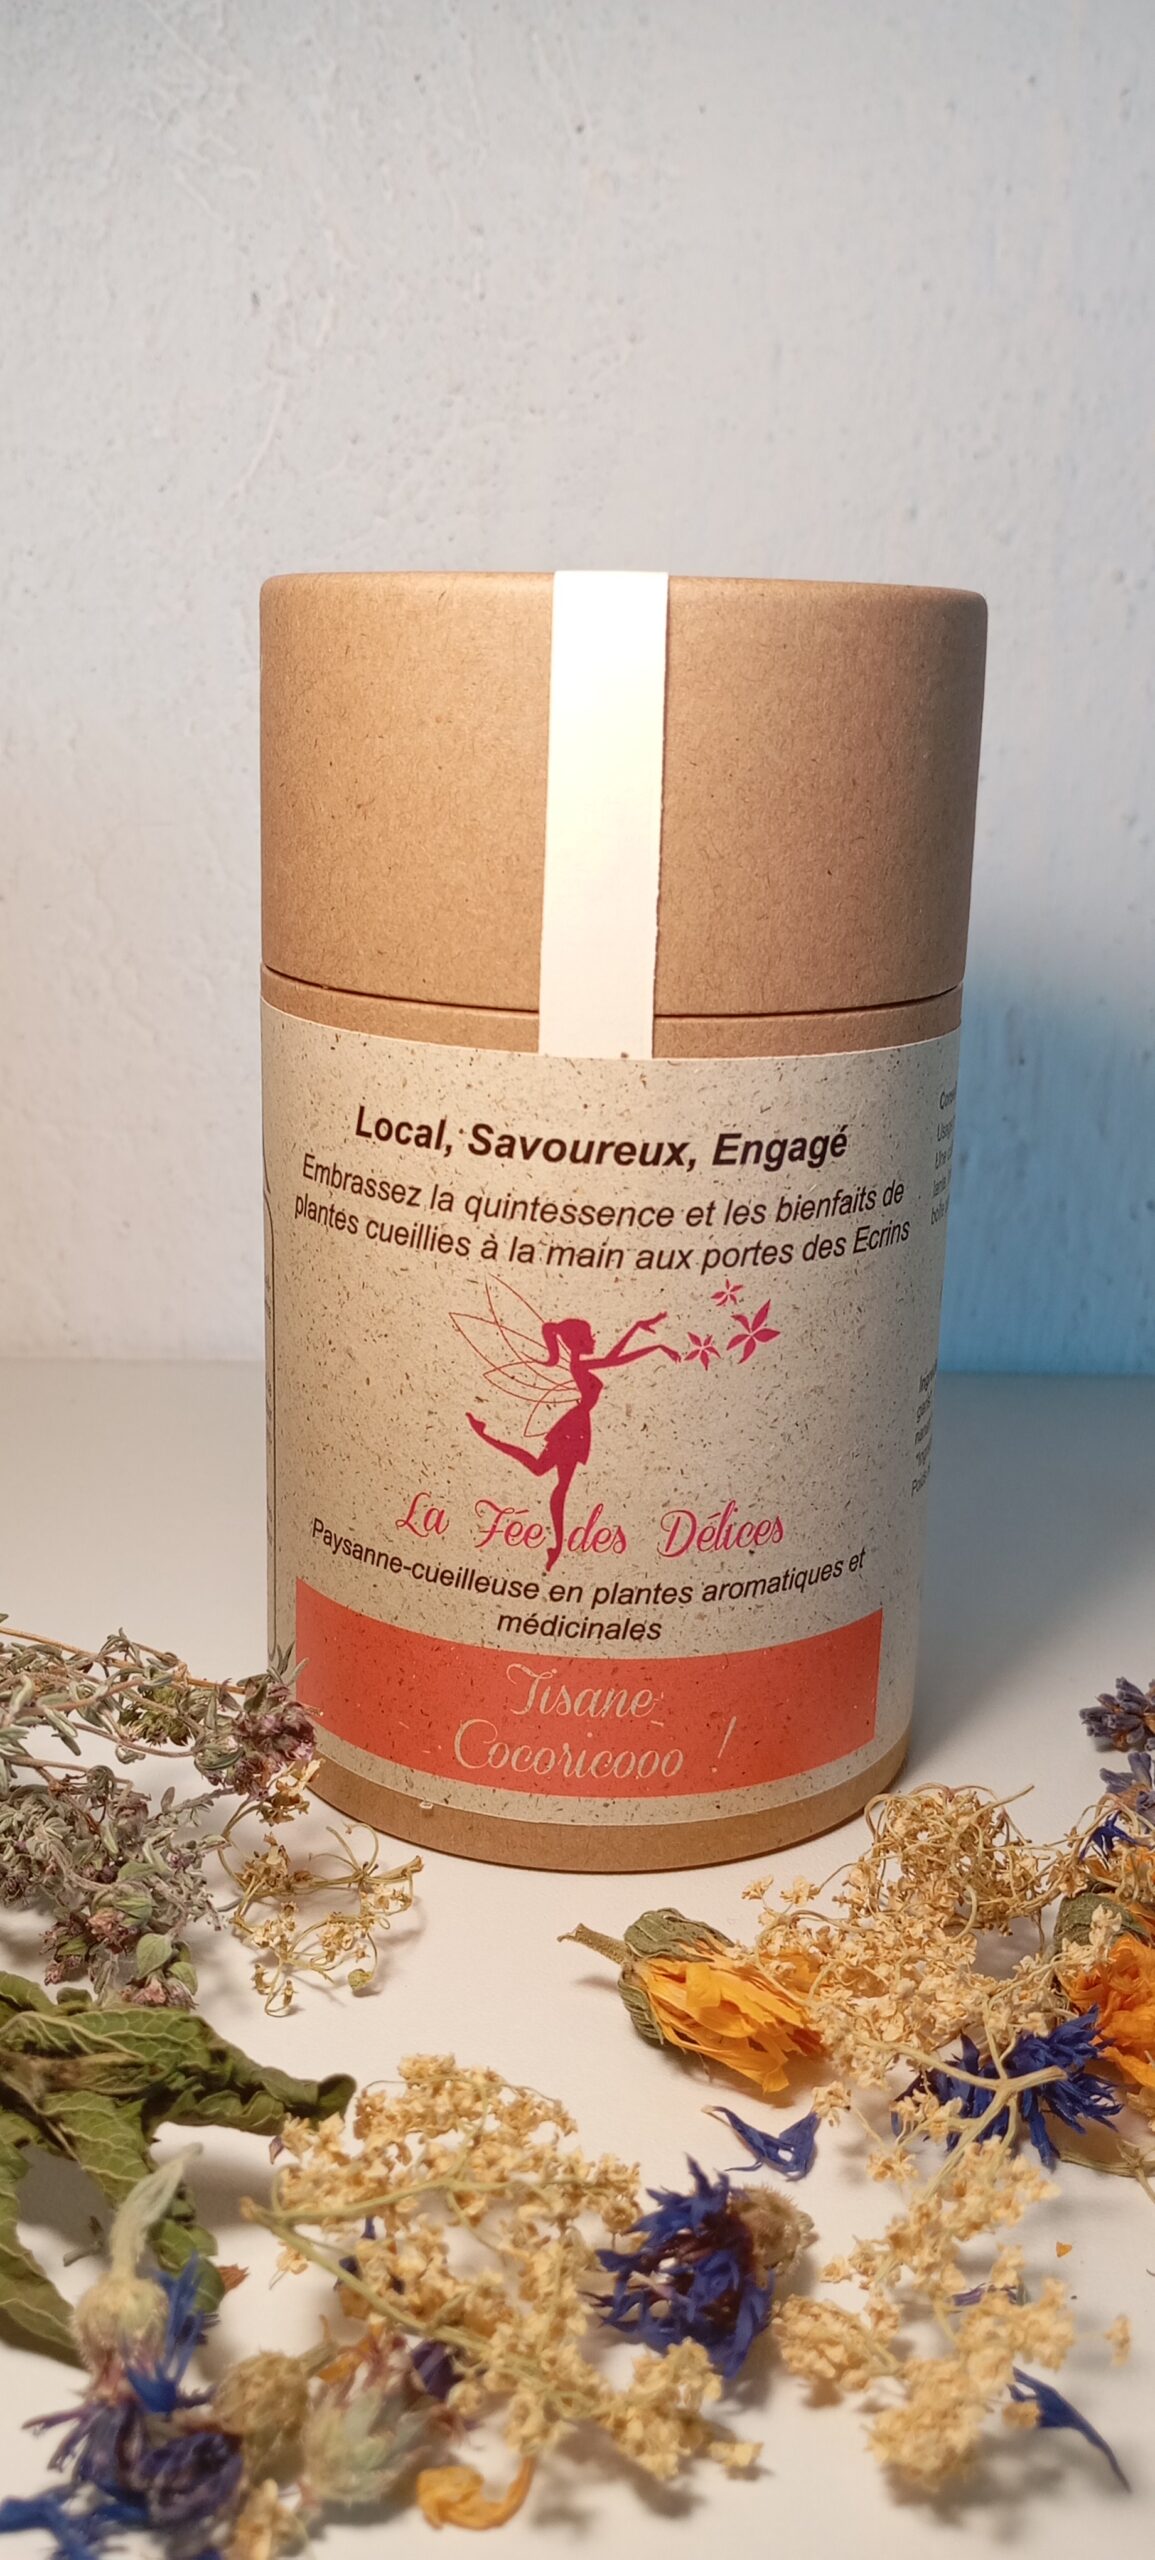 Local, Savoureux, Engagé
Embrassez la quintessence et les bienfaits de
plantes cueillies à la main aux portes des Ecrins
La Fée des Délices
Paysanne-cueilleuse en plantes aromatiques et
médicinales
Tisane
Cocoricooo !